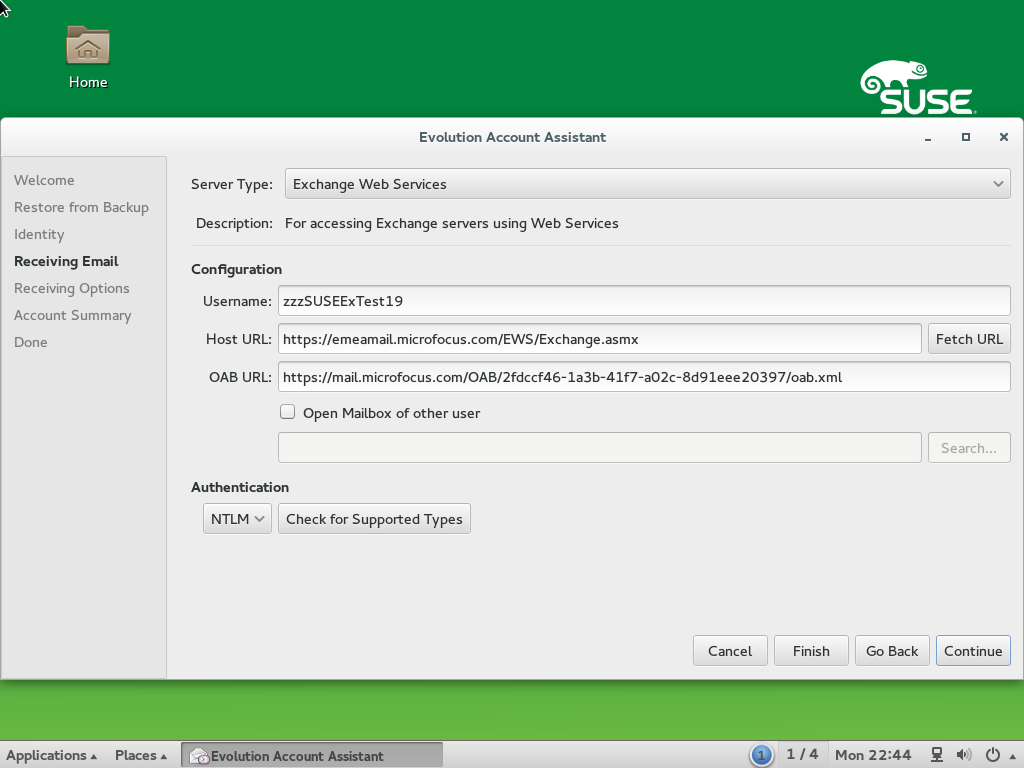 Home
SUSE
Evolution Account Assistant
Welcome
Restore from Backup
Identity
Receiving Email
Receiving Options
Account Summary
Done
Server Type: Exchange Web Services
Description: For accessing Exchange servers using Web Services
Configuration
Username: zzzSUSEExTest19
Host URL: https://emeamail.microfocus.com/EWS/Exchange.asmx Fetch URL
OAB URL: https://mail.microfocus.com/OAB/2fdccf46-1a3b-41f7-a02c-8d91eee20397/oab.xml
Open Mailbox of other user
Search...
Authentication
NTLM Check for Supported Types
Cancel Finish Go Back Continue
Applications Places Evolution Account Assistant 1 1 / 4 Mon 22:44